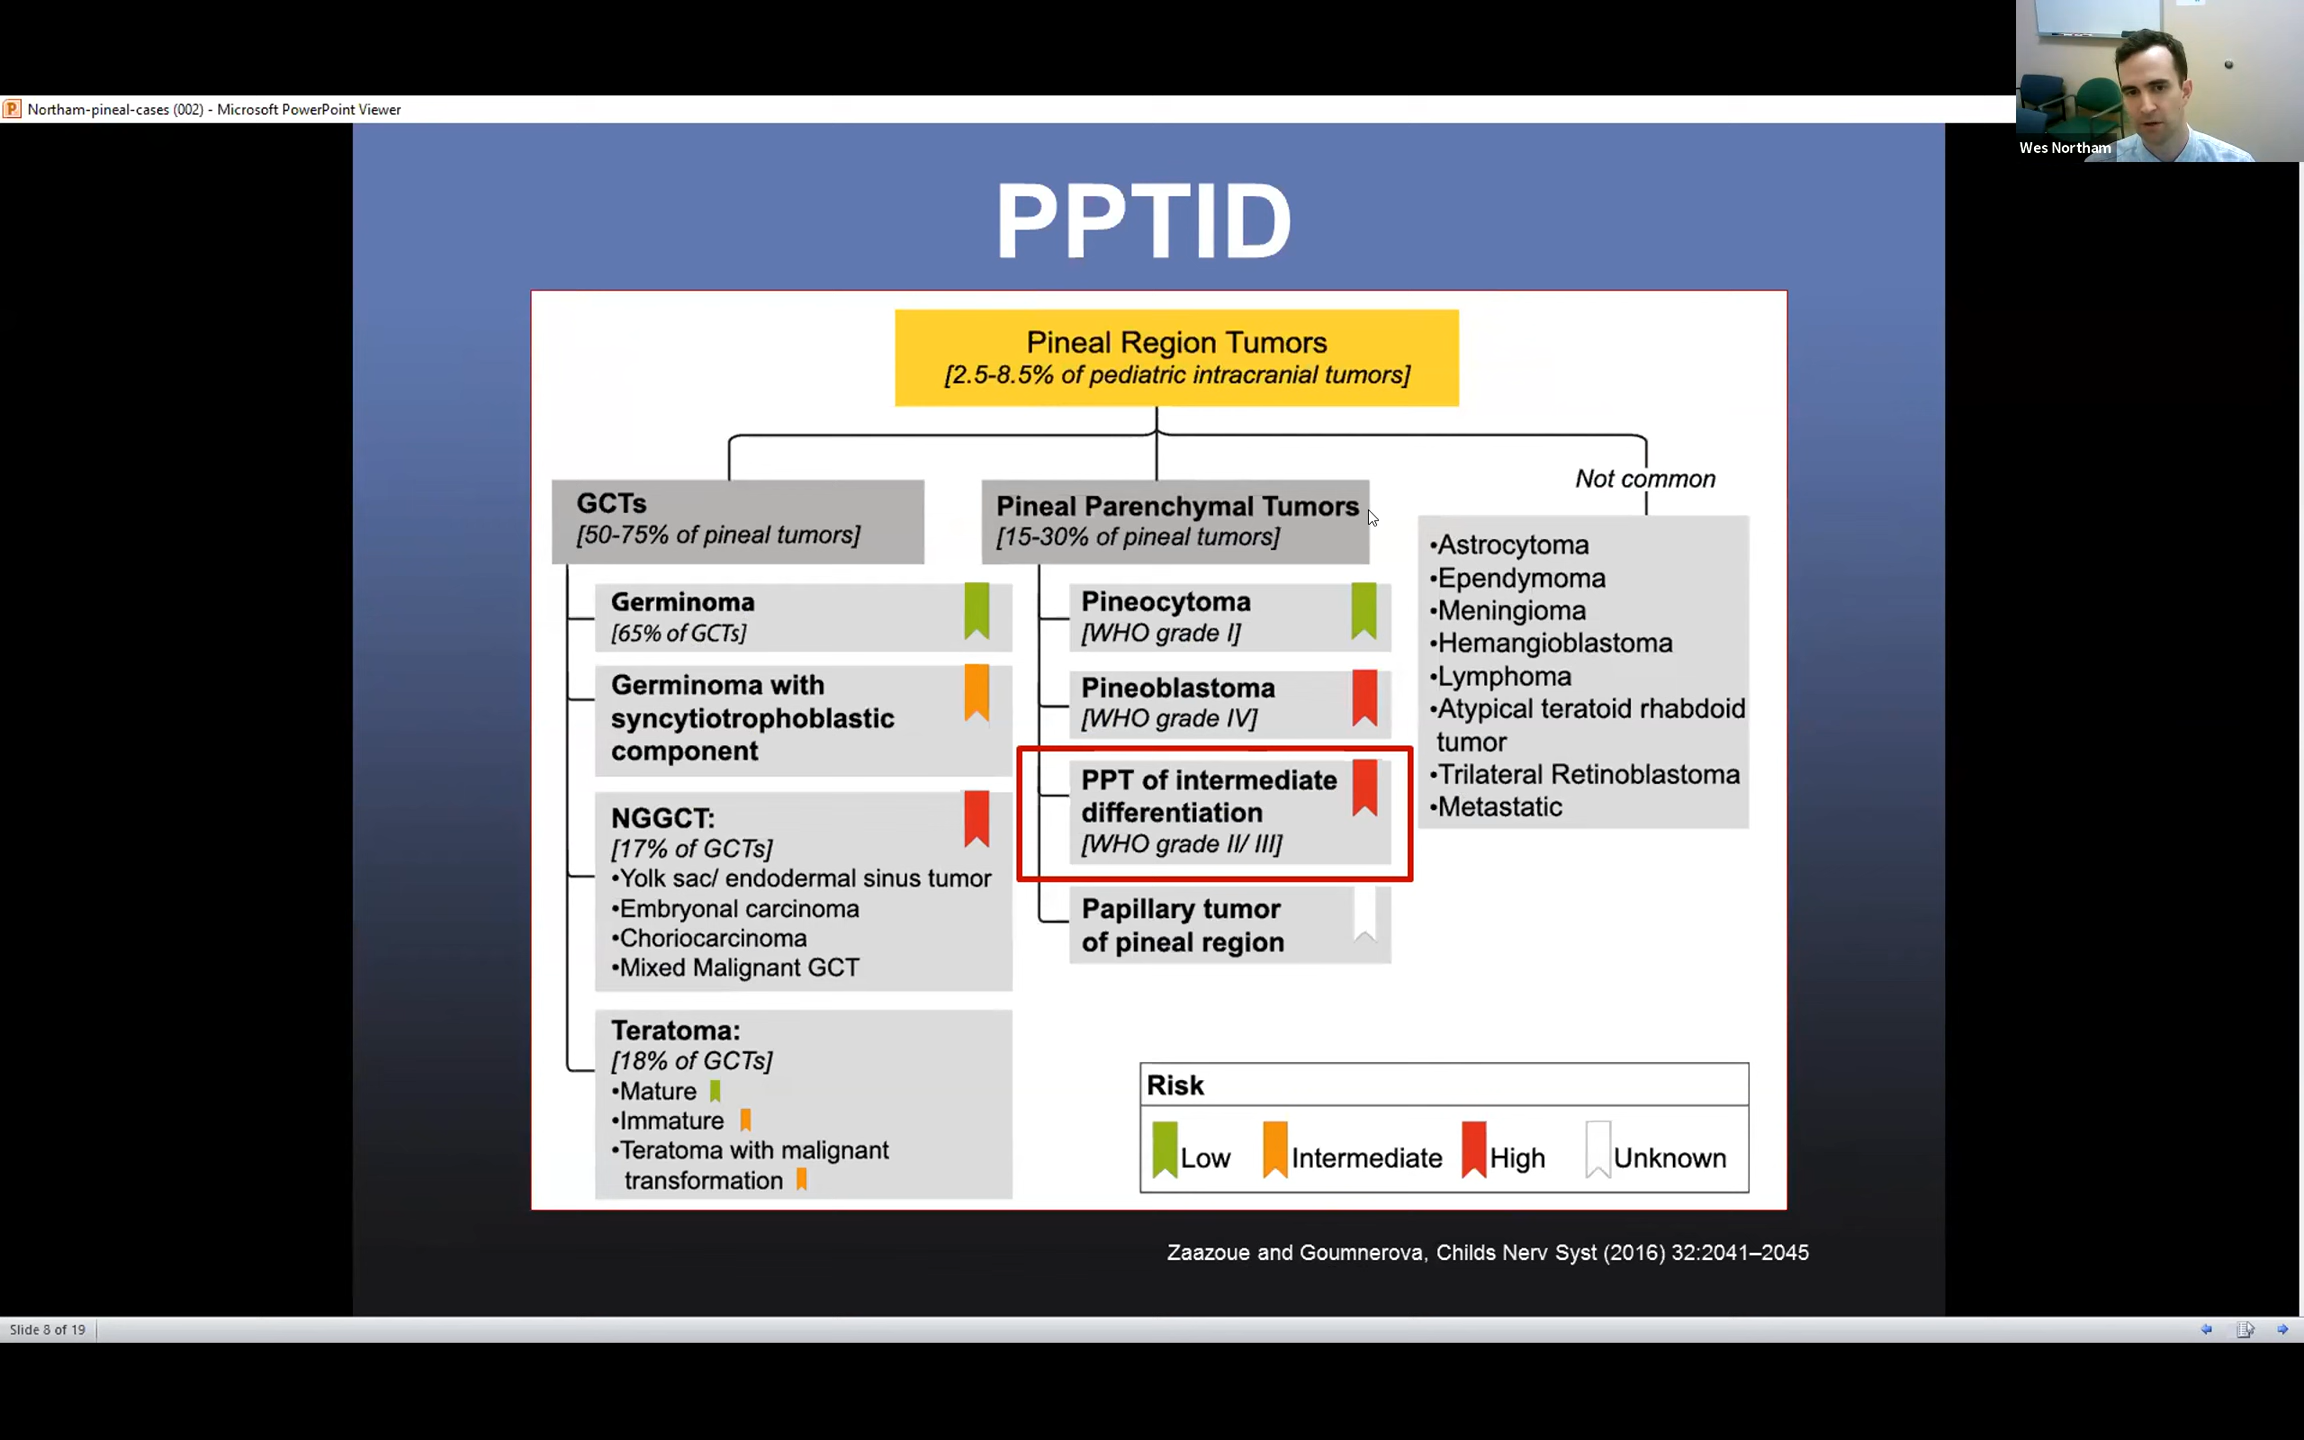 Northam-pineal-cases (002) - Microsoft PowerPoint Viewer
Wes Northam
PPTID
Pineal Region Tumors
[2.5-8.5% of pediatric intracranial tumors]
GCTs
[50-75% of pineal tumors]
Germinoma
[65% of GCTs]
Germinoma with
syncytiotrophoblastic
component
NGGCT:
[17% of GCTs]
•Yolk sac/ endodermal sinus tumor
•Embryonal carcinoma
•Choriocarcinoma
•Mixed Malignant GCT
Teratoma:
[18% of GCTs]
•Mature
•Immature
•Teratoma with malignant
transformation
Pineal Parenchymal Tumors
[15-30% of pineal tumors]
Pineocytoma
[WHO grade I]
Pineoblastoma
[WHO grade IV]
PPT of intermediate
differentiation
[WHO grade II/ III]
Papillary tumor
of pineal region
Not common
•Astrocytoma
•Ependymoma
•Meningioma
•Hemangioblastoma
•Lymphoma
•Atypical teratoid rhabdoid
tumor
•Trilateral Retinoblastoma
•Metastatic
Risk
Low Intermediate High Unknown
Zaazoue and Goumnerova, Childs Nerv Syst (2016) 32:2041–2045
Slide 8 of 19